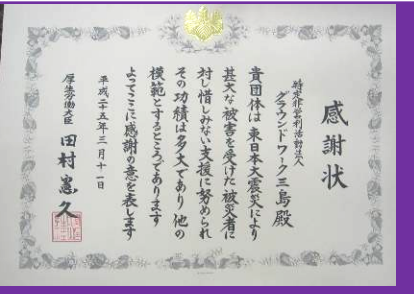 感謝状
特定非営利活動法人
グラウンドワーク三島殿
貴団体は東日本大震災により
甚大な被害を受けた被災者に
対し惜しみない支援に努められ
その功績は多大であり他の
模範とするところであります
よってここに感謝の意を表します
平成二十五年三月十一日
厚生労働大臣 田村憲久